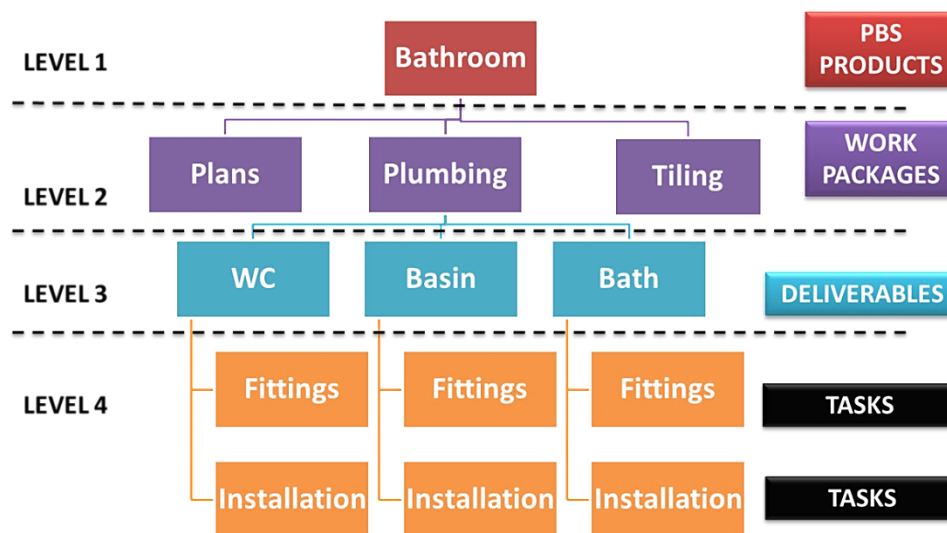 LEVEL 1
Bathroom
PBS
PRODUCTS
LEVEL 2
Plans
Plumbing
Tiling
WORK
PACKAGES
LEVEL 3
WC
Basin
Bath
DELIVERABLES
LEVEL 4
Fittings
Fittings
Fittings
TASKS
Installation
Installation
Installation
TASKS